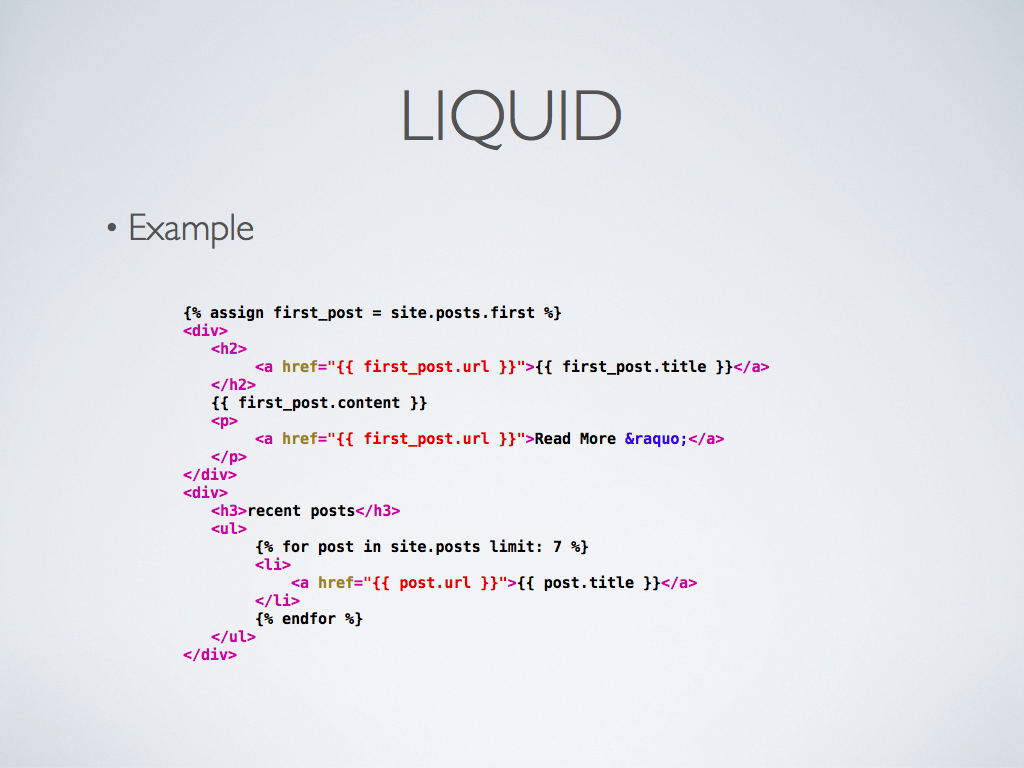 LIQUID
• Example
{% assign first_post = site.posts.first %}
<div>
<h2>
<a href="{{ first_post.url }}">{{ first_post.title }}</a>
</h2>
{{ first_post.content }}
<p>
<a href="{{ first_post.url }}">Read More &raquo;</a>
</p>
</div>
<div>
<h3>recent posts</h3>
<ul>
{% for post in site.posts limit: 7 %}
<li>
<a href="{{ post.url }}">{{ post.title }}</a>
</li>
{% endfor %}
</ul>
</div>